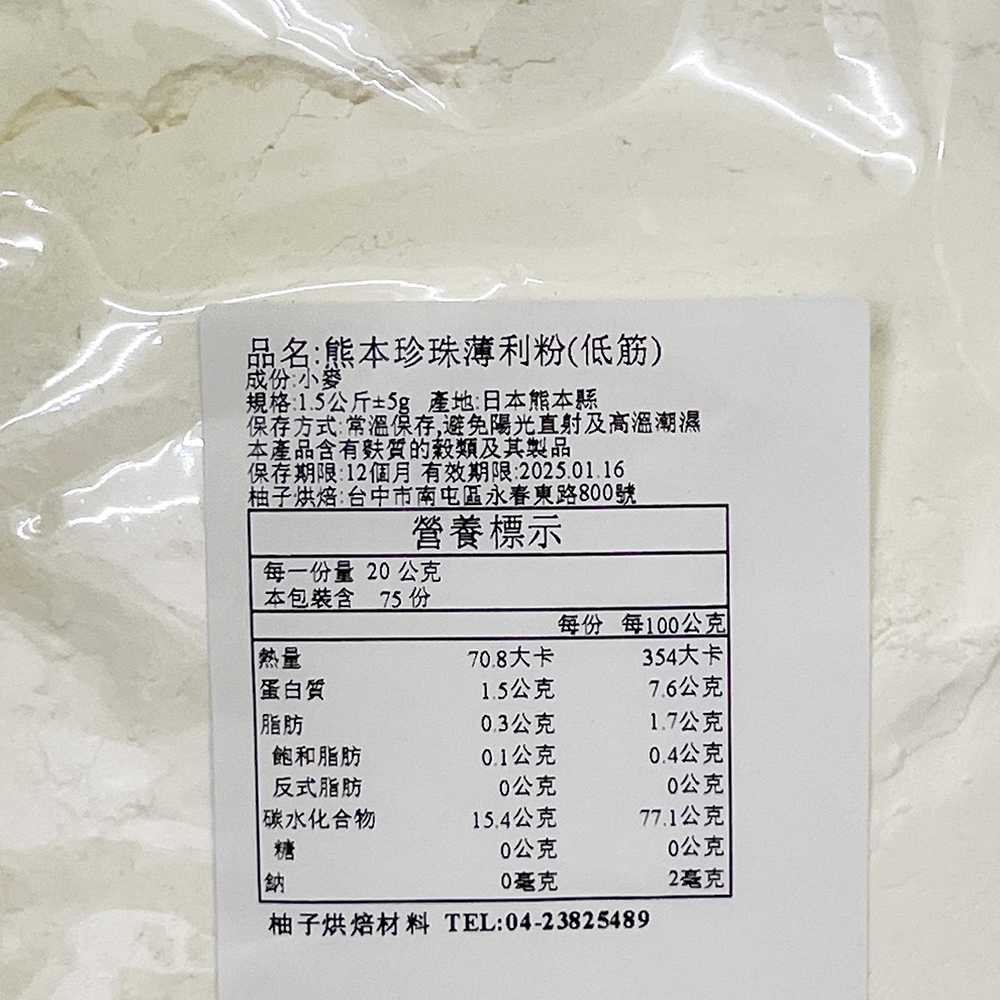 品名:熊本珍珠薄利粉(低筋)
成份:小麥
規格:1.5公斤±5g 產地:日本熊本縣
保存方式:常溫保存,避免陽光直射及高溫潮濕
本產品含有麩質的穀類及其製品
保存期限:12個月 有效期限:2025.01.16
柚子烘焙:台中市南屯區永春東路800號
營養標示
每一份量 20 公克
本包裝含 75 份
每份 每100公克
熱量 70.8大卡 354大卡
蛋白質 1.5公克 7.6公克
脂肪 0.3公克 1.7公克
飽和脂肪 0.1公克 0.4公克
反式脂肪 0公克 0公克
碳水化合物 15.4公克 77.1公克
糖 0公克 0公克
鈉 0毫克 2毫克
柚子烘焙材料 TEL:04-23825489